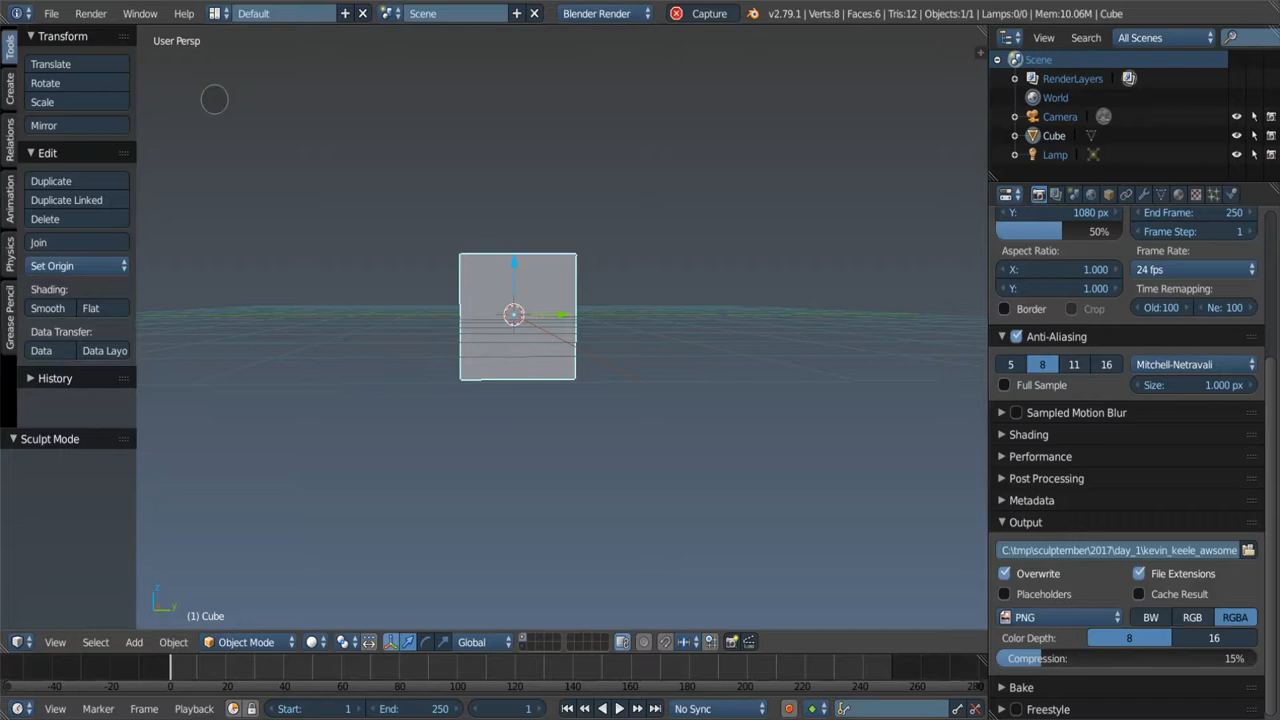 File Render Window Help Default Scene Blender Render Capture v2.79.1 | Verts:8 | Faces:6 | Tris:12 | Objects:1/1 | Lamps:0/0 | Mem:10.06M | Cube
Tools
Create
Relations
Animation
Physics
Grease Pencil
Transform
Translate
Rotate
Scale
Mirror
Edit
Duplicate
Duplicate Linked
Delete
Join
Set Origin
Shading:
Smooth Flat
Data Transfer:
Data Data Layo
History
Sculpt Mode
User Persp
z
y
(1) Cube
View Select Add Object Object Mode Global
-40 -20 0 20 40 60 80 100 120 140 160 180 200 220 240 260 280
View Marker Frame Playback Start: 1 End: 250 1 No Sync
View Search All Scenes
Scene
RenderLayers
World
Camera
Cube
Lamp
Y: 1080 px End Frame: 250
50% Frame Step: 1
Aspect Ratio: Frame Rate:
X: 1.000 24 fps
Y: 1.000 Time Remapping:
Border Crop Old:100 Ne: 100
Anti-Aliasing
5 8 11 16 Mitchell-Netravali
Full Sample Size: 1.000 px
Sampled Motion Blur
Shading
Performance
Post Processing
Metadata
Output
C:\tmp\sculptember\2017\day_1\kevin_keele_awsome
Overwrite File Extensions
Placeholders Cache Result
PNG BW RGB RGBA
Color Depth: 8 16
Compression: 15%
Bake
Freestyle